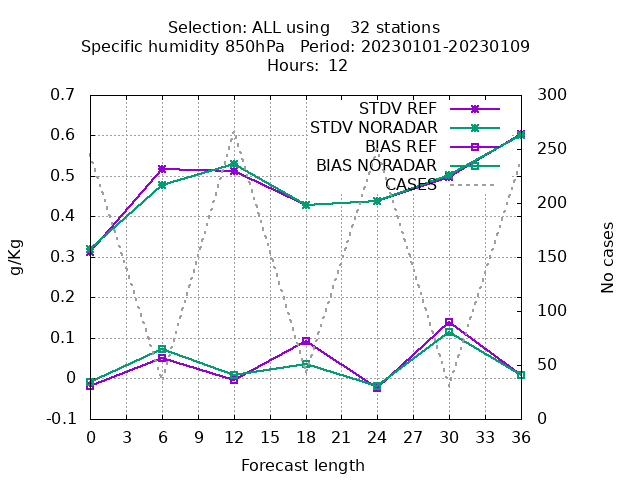 Selection: ALL using    32 stations
Specific humidity 850hPa   Period: 20230101-20230109
Hours: 12
STDV REF
STDV NORADAR
BIAS REF
BIAS NORADAR
CASES
0.7
0.6
0.5
0.4
0.3
0.2
0.1
0
-0.1
g/Kg
300
250
200
150
100
50
0
No cases
0 3 6 9 12 15 18 21 24 27 30 33 36
Forecast length